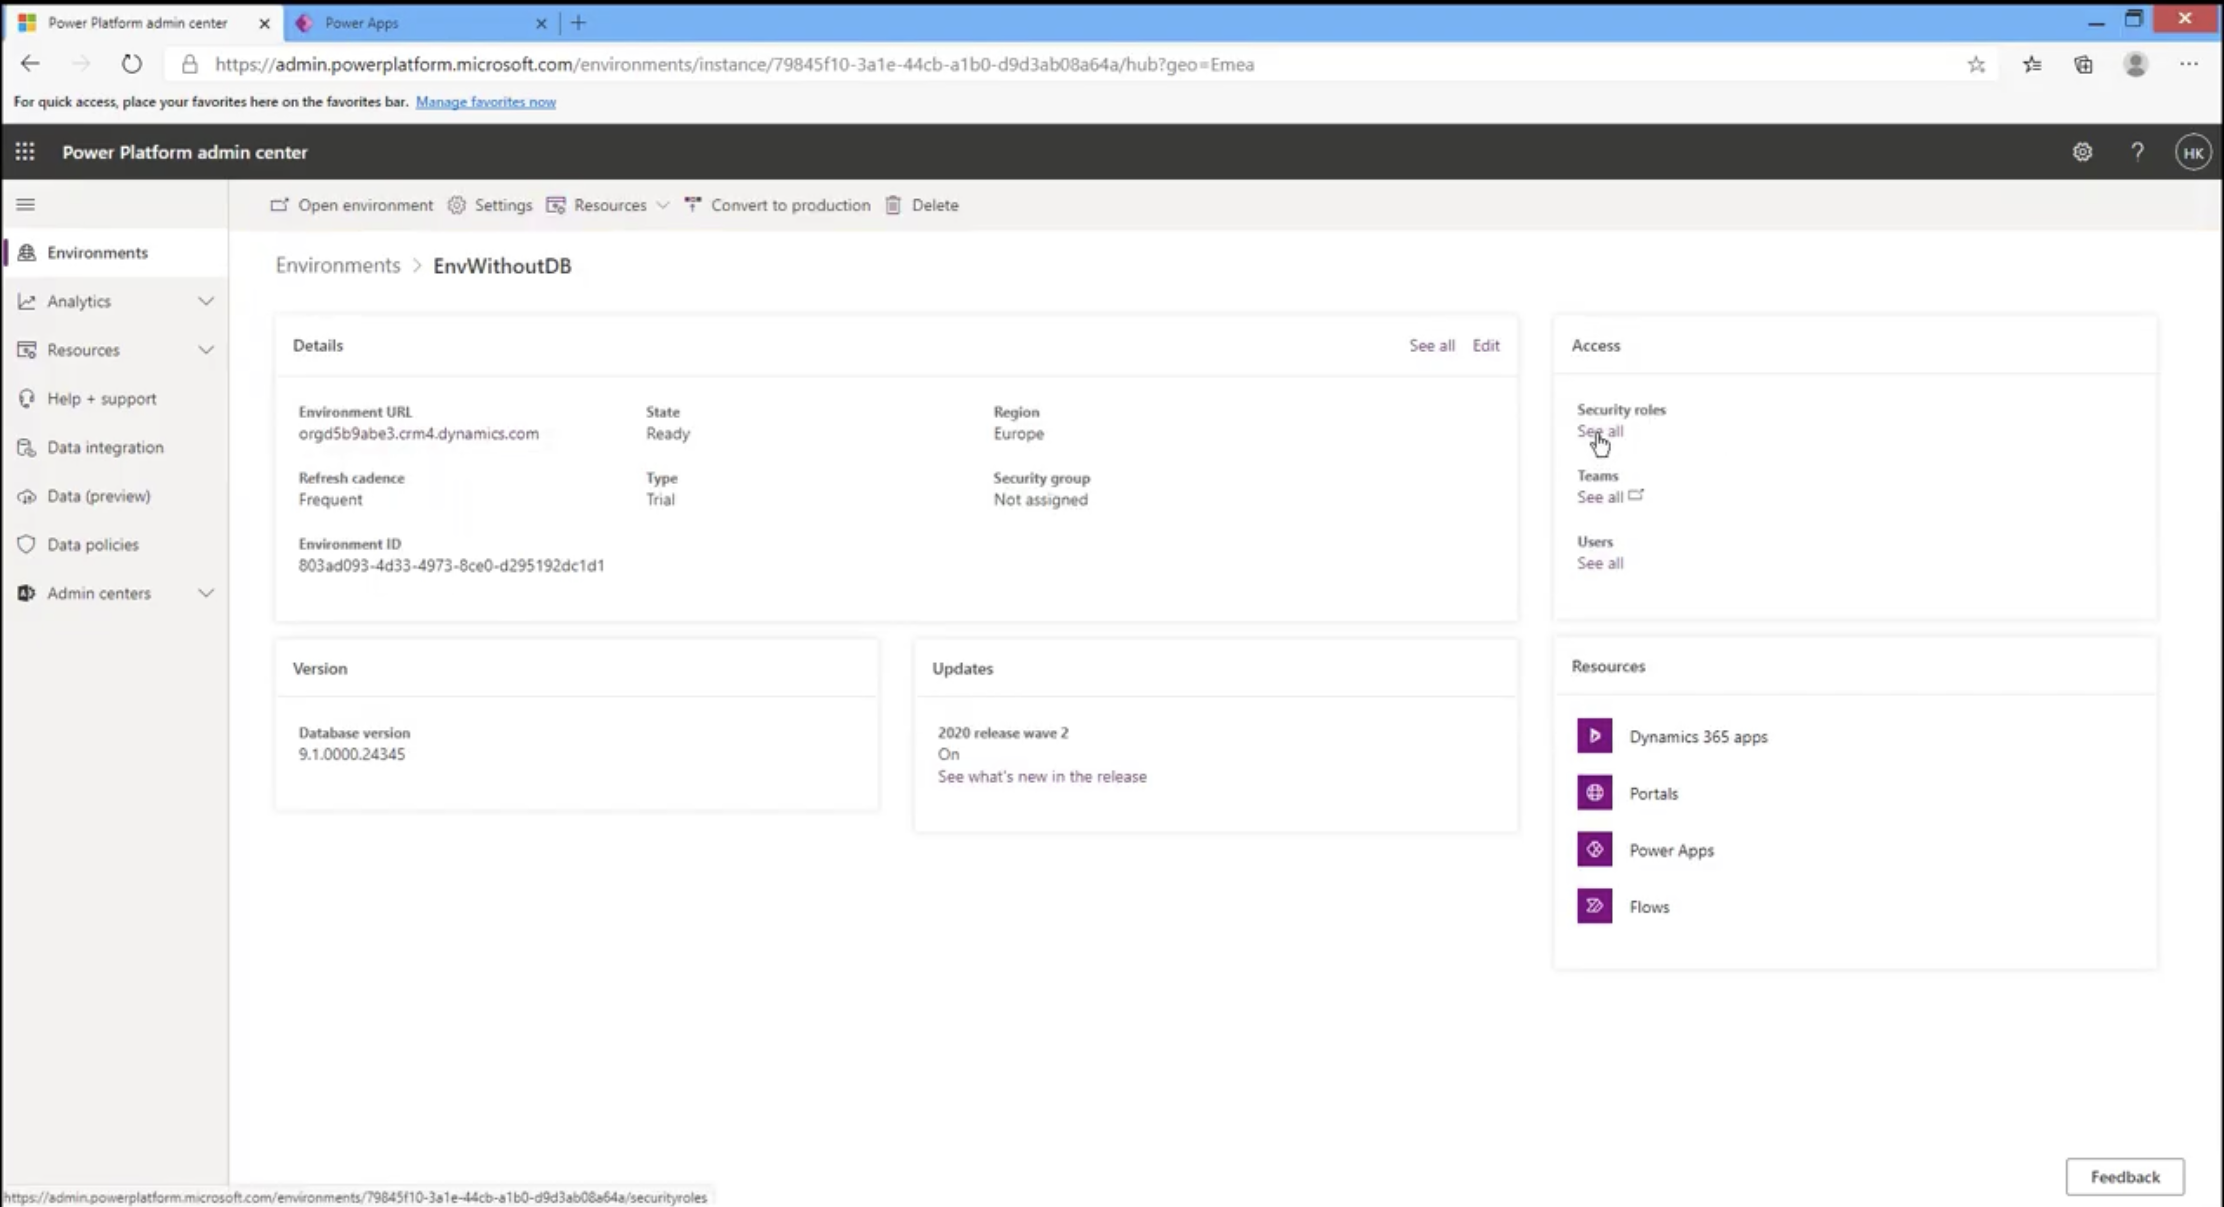 Power Platform admin center
Power Apps
https://admin.powerplatform.microsoft.com/environments/instance/79845f10-3a1e-44cb-a1b0-d9d3ab08a64a/hub?geo=Emea
For quick access, place your favorites here on the favorites bar. Manage favorites now
Power Platform admin center
?
HK
Open environment Settings Resources Convert to production Delete
Environments
Analytics
Resources
Help + support
Data integration
Data (preview)
Data policies
Admin centers
Environments > EnvWithoutDB
Details
See all Edit
Environment URL
orgd5b9abe3.crm4.dynamics.com
State
Ready
Region
Europe
Refresh cadence
Frequent
Type
Trial
Security group
Not assigned
Environment ID
803ad093-4d33-4973-8ce0-d295192dc1d1
Access
Security roles
See all
Teams
See all
Users
See all
Version
Database version
9.1.0000.24345
Updates
2020 release wave 2
On
See what's new in the release
Resources
Dynamics 365 apps
Portals
Power Apps
Flows
Feedback
https://admin.powerplatform.microsoft.com/environments/79845f10-3a1e-44cb-a1b0-d9d3ab08a64a/securityroles